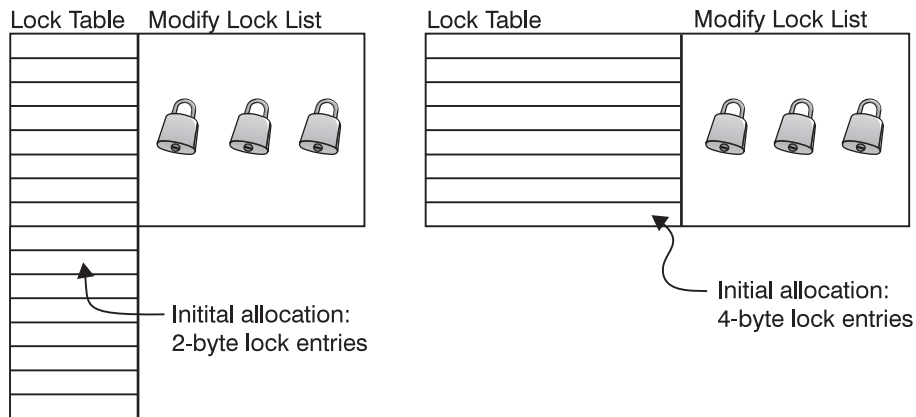 Lock Table Modify Lock List
Initital allocation:
2-byte lock entries
Lock Table Modify Lock List
Initial allocation:
4-byte lock entries